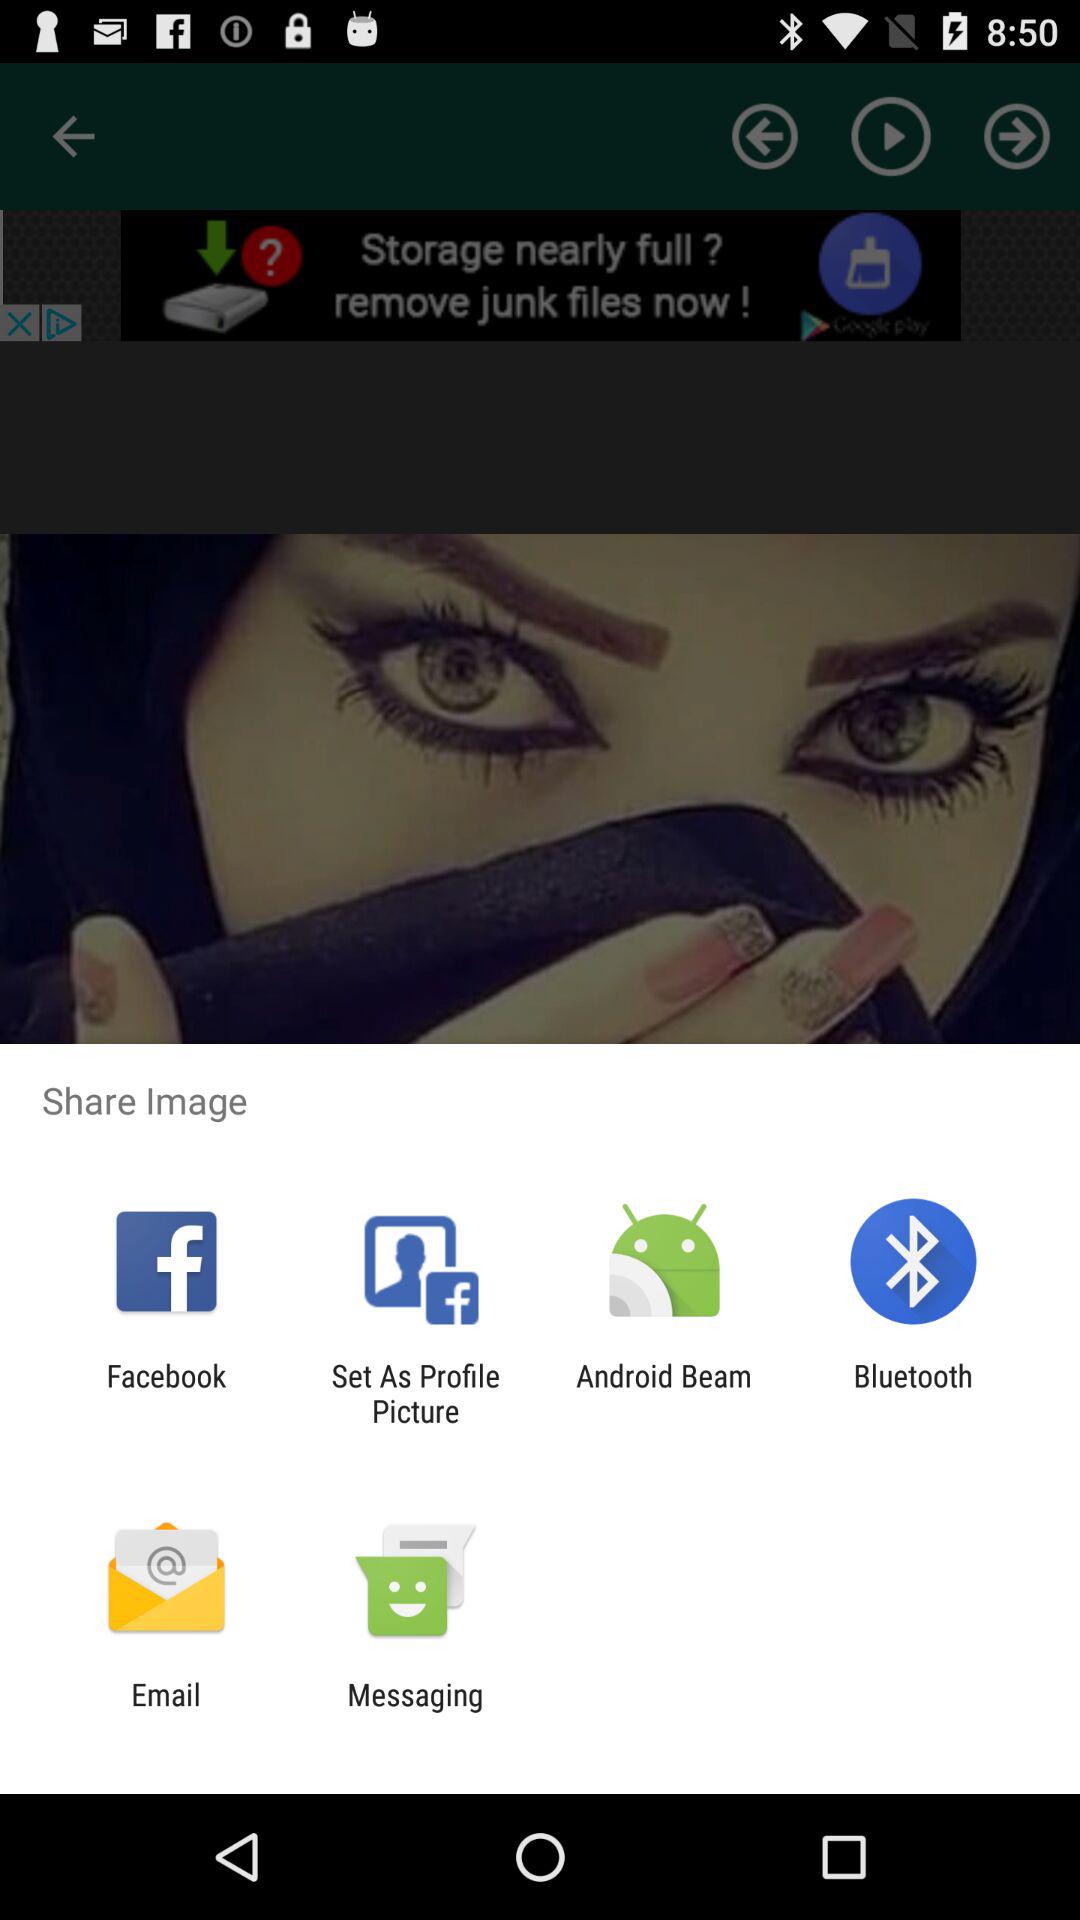 8:50
Storage nearly full ?
remove junk files now !
Google play
Share Image
Facebook
Set As Profile
Picture
Android Beam
Bluetooth
Email
Messaging